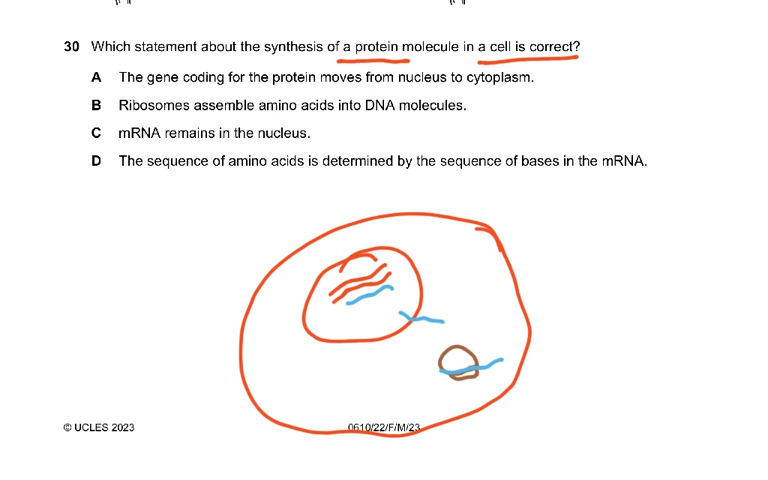 30 Which statement about the synthesis of a protein molecule in a cell is correct?
A The gene coding for the protein moves from nucleus to cytoplasm.
B Ribosomes assemble amino acids into DNA molecules.
C mRNA remains in the nucleus.
D The sequence of amino acids is determined by the sequence of bases in the mRNA.
© UCLES 2023 0610/22/F/M/23